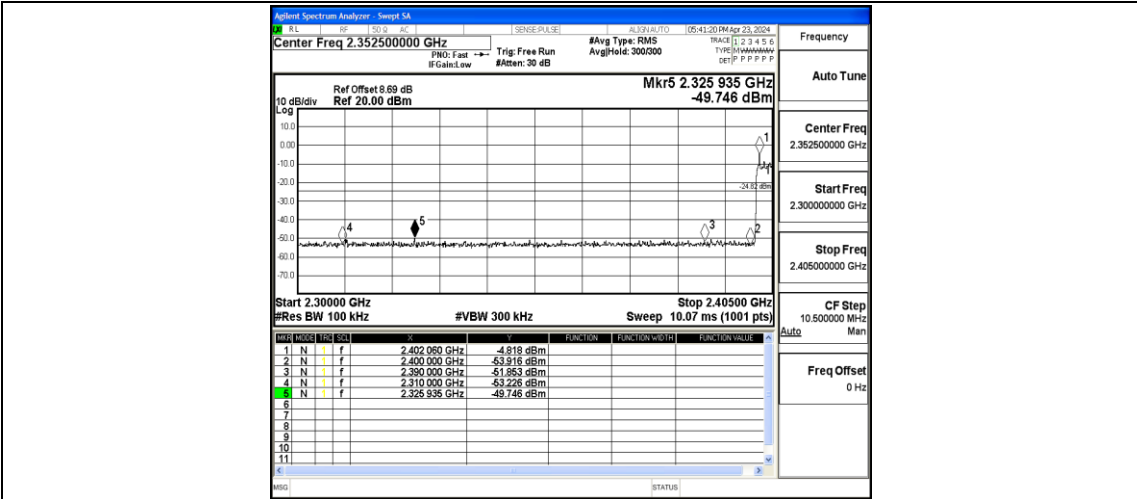 Agilent Spectrum Analyzer - Swept SA
RL RF 50 Ω AC SENSE:PULSE ALIGN AUTO 05:41:20 PM Apr 23, 2024
Center Freq 2.352500000 GHz
PNO: Fast
IFGain:Low
Trig: Free Run
#Atten: 30 dB
#Avg Type: RMS
Avg|Hold: 300/300
TRACE 1 2 3 4 5 6
TYPE M
DET P P P P P P
Frequency
Auto Tune
Center Freq
2.352500000 GHz
Start Freq
2.300000000 GHz
Stop Freq
2.405000000 GHz
CF Step
10.500000 MHz
Auto Man
Freq Offset
0 Hz
Mkr5 2.325 935 GHz
-49.746 dBm
Ref Offset 8.69 dB
10 dB/div Ref 20.00 dBm
Log
10.0
0.00
-10.0
-20.0
-30.0
-40.0
-50.0
-60.0
-70.0
1
-24.82 dBm
4
5
3
2
Start 2.30000 GHz Stop 2.40500 GHz
#Res BW 100 kHz #VBW 300 kHz Sweep 10.07 ms (1001 pts)
MKR MODE TRC SCL X Y FUNCTION FUNCTION WIDTH FUNCTION VALUE
1 N 1 f 2.402 060 GHz -4.818 dBm
2 N 1 f 2.400 000 GHz -53.916 dBm
3 N 1 f 2.390 000 GHz -51.853 dBm
4 N 1 f 2.310 000 GHz -53.226 dBm
5 N 1 f 2.325 935 GHz -49.746 dBm
6
7
8
9
10
11
MSG STATUS